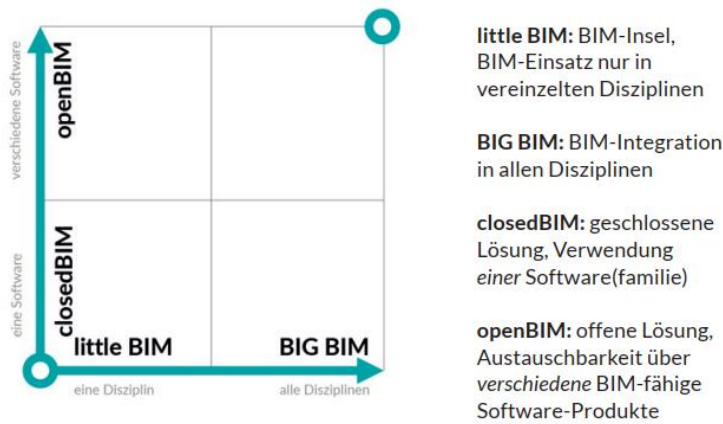 verschiedene Software
openBIM
eine Software
closedBIM
little BIM
BIG BIM
eine Disziplin
alle Disziplinen
little BIM: BIM-Insel,
BIM-Einsatz nur in
vereinzelten Disziplinen
BIG BIM: BIM-Integration
in allen Disziplinen
closedBIM: geschlossene
Lösung, Verwendung
einer Software(familie)
openBIM: offene Lösung,
Austauschbarkeit über
verschiedene BIM-fähige
Software-Produkte